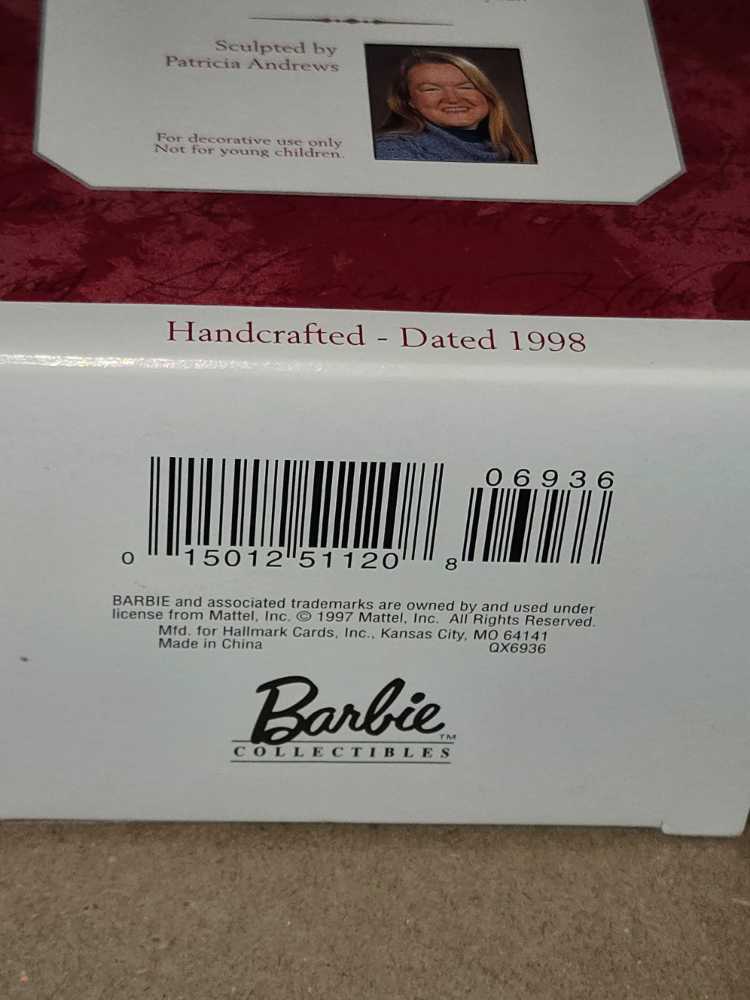 Sculpted by
Patricia Andrews
For decorative use only
Not for young children.
Handcrafted - Dated 1998
06936
0 15012 51120 8
BARBIE and associated trademarks are owned by and used under
license from Mattel, Inc. © 1997 Mattel, Inc. All Rights Reserved.
Mfd. for Hallmark Cards, Inc., Kansas City, MO 64141
Made in China QX6936
Barbie™
COLLECTIBLES